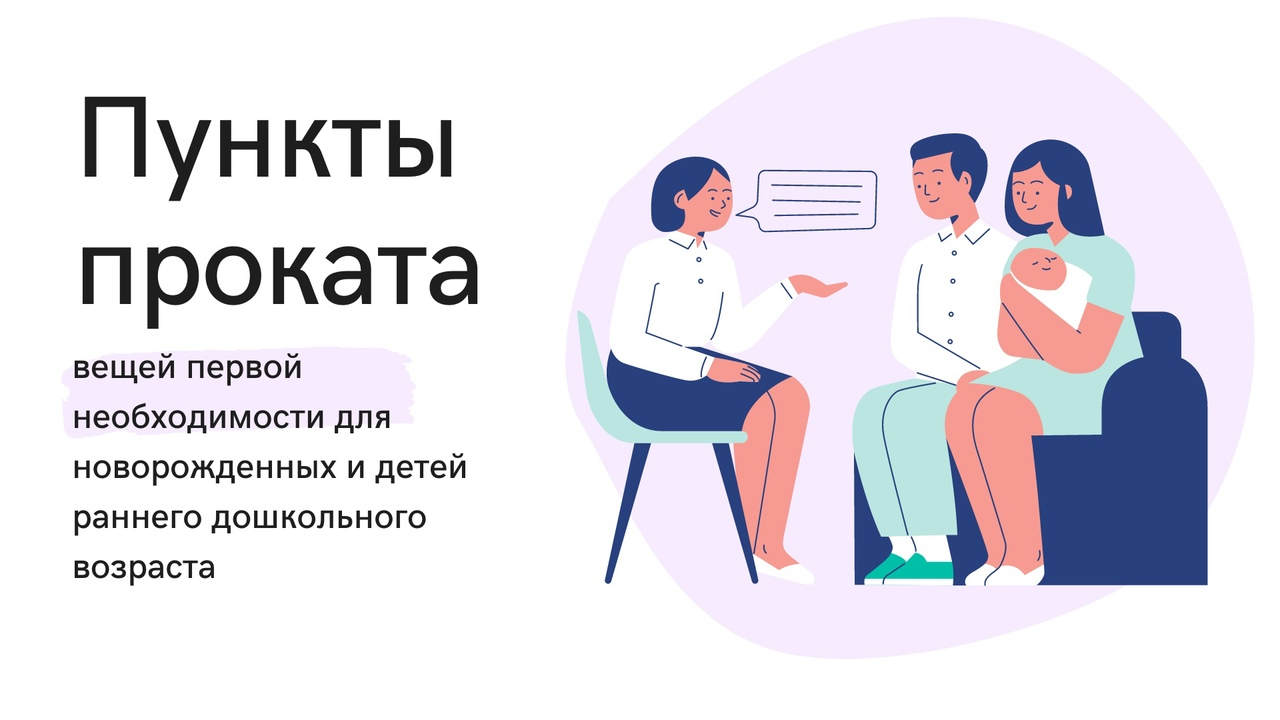 Пункты
проката
вещей первой
необходимости для
новорожденных и детей
раннего дошкольного
возраста